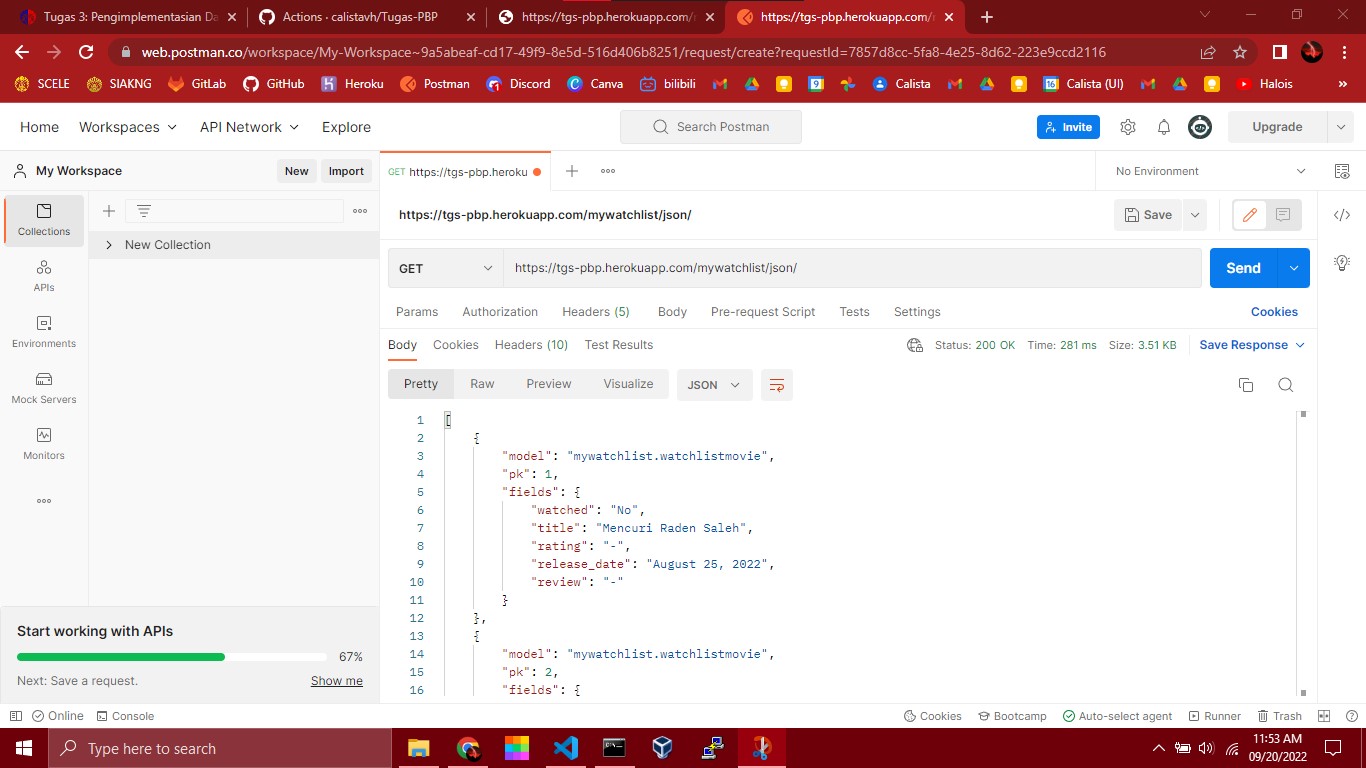 Tugas 3: Pengimplementasian Da
Actions · calistavh/Tugas-PBP
https://tgs-pbp.herokuapp.com/m
https://tgs-pbp.herokuapp.com/m
web.postman.co/workspace/My-Workspace~9a5abeaf-cd17-49f9-8e5d-516d406b8251/request/create?requestId=7857d8cc-5fa8-4e25-8d62-223e9ccd2116
SCELE SIAKNG GitLab GitHub Heroku Postman Discord Canva bilibili 9 Calista 16 Calista (UI) Halois »
Home Workspaces API Network Explore Search Postman Invite Upgrade
My Workspace New Import GET https://tgs-pbp.heroku No Environment
Collections
APIs
Environments
Mock Servers
Monitors
New Collection
https://tgs-pbp.herokuapp.com/mywatchlist/json/ Save
GET https://tgs-pbp.herokuapp.com/mywatchlist/json/ Send
Params Authorization Headers (5) Body Pre-request Script Tests Settings Cookies
Body Cookies Headers (10) Test Results Status: 200 OK Time: 281 ms Size: 3.51 KB Save Response
Pretty Raw Preview Visualize JSON
1 [
2 {
3 "model": "mywatchlist.watchlistmovie",
4 "pk": 1,
5 "fields": {
6 "watched": "No",
7 "title": "Mencuri Raden Saleh",
8 "rating": "-",
9 "release_date": "August 25, 2022",
10 "review": "-"
11 }
12 },
13 {
14 "model": "mywatchlist.watchlistmovie",
15 "pk": 2,
16 "fields": {
Start working with APIs
67%
Next: Save a request. Show me
Online Console Cookies Bootcamp Auto-select agent Runner Trash
Type here to search
11:53 AM
09/20/2022